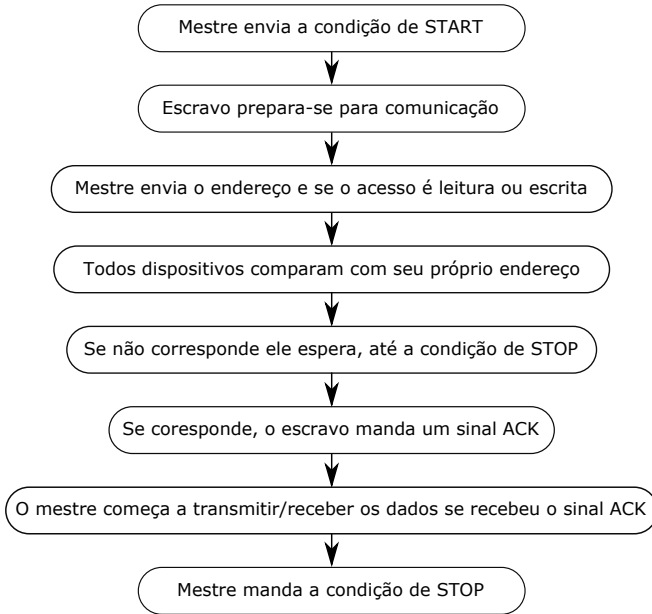 Mestre envia a condição de START
Escravo prepara-se para comunicação
Mestre envia o endereço e se o acesso é leitura ou escrita
Todos dispositivos comparam com seu próprio endereço
Se não corresponde ele espera, até a condição de STOP
Se coresponde, o escravo manda um sinal ACK
O mestre começa a transmitir/receber os dados se recebeu o sinal ACK
Mestre manda a condição de STOP